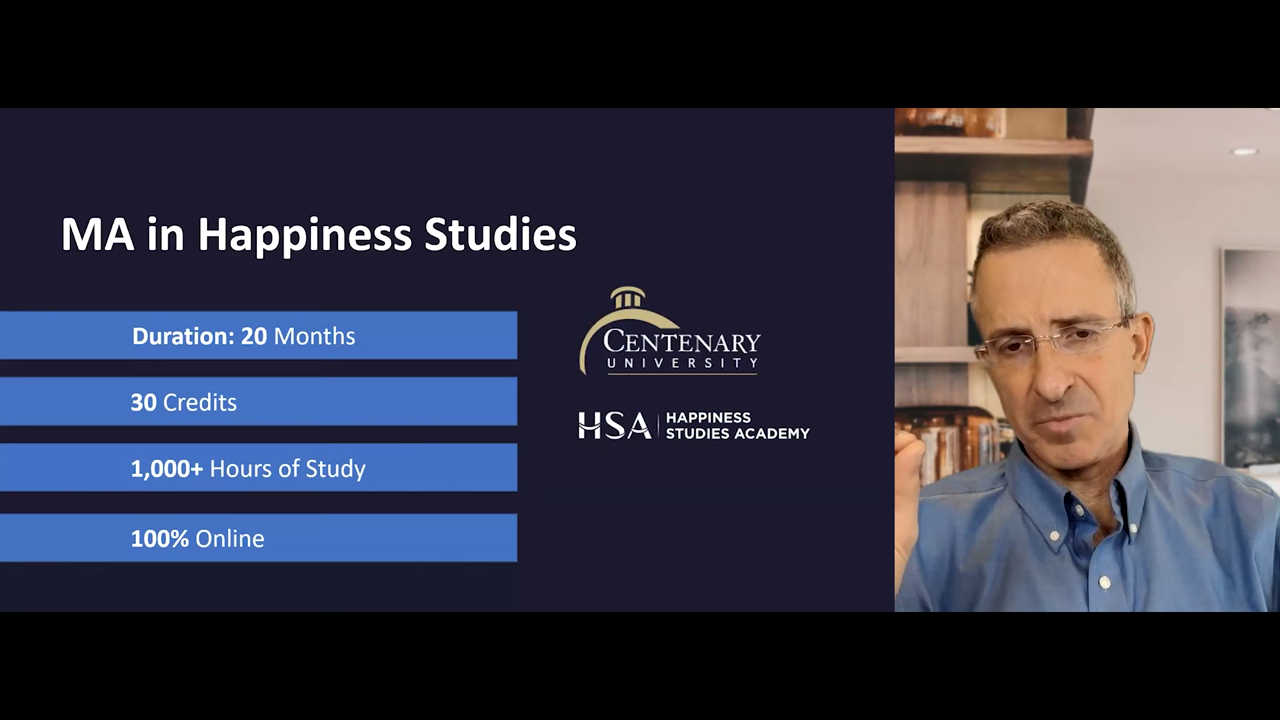 MA in Happiness Studies
Duration: 20 Months
30 Credits
1,000+ Hours of Study
100% Online
CENTENARY
UNIVERSITY
HSA HAPPINESS
STUDIES ACADEMY